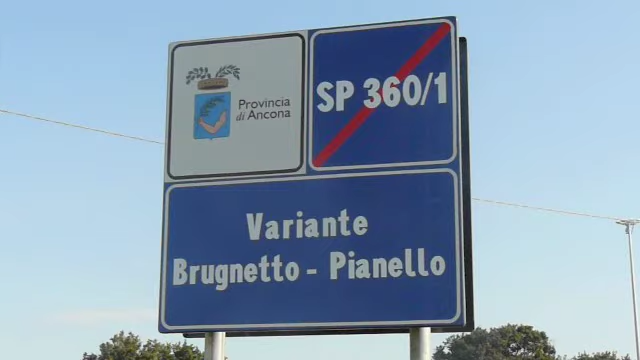 Provincia
di Ancona
SP 360/1
Variante
Brugnetto - Pianello